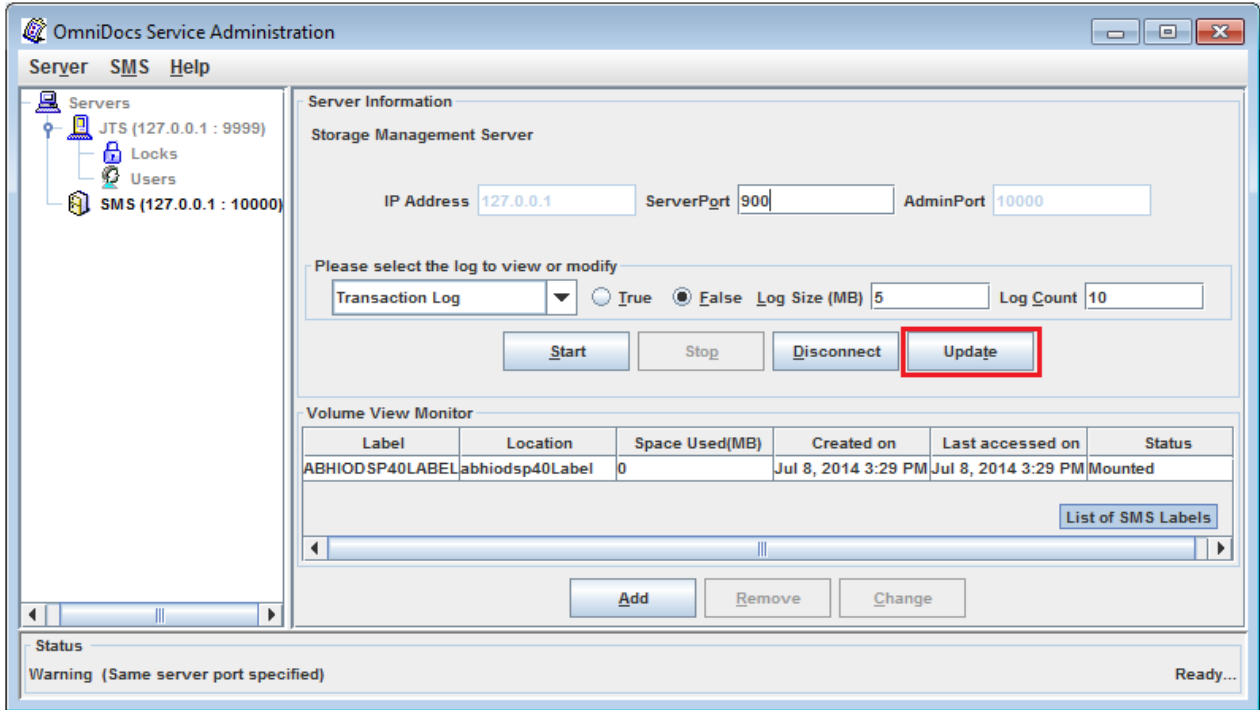 OmniDocs Service Administration
Server SMS Help
Servers
JTS (127.0.0.1 : 9999)
Locks
Users
SMS (127.0.0.1 : 10000)
Server Information
Storage Management Server
IP Address 127.0.0.1 ServerPort 900 AdminPort 10000
Please select the log to view or modify
Transaction Log True False Log Size (MB) 5 Log Count 10
Start Stop Disconnect Update
Volume View Monitor
Label Location Space Used(MB) Created on Last accessed on Status
ABHIODSP40LABEL abhiodsp40Label 0 Jul 8, 2014 3:29 PM Jul 8, 2014 3:29 PM Mounted
List of SMS Labels
Add Remove Change
Status
Warning (Same server port specified) Ready...